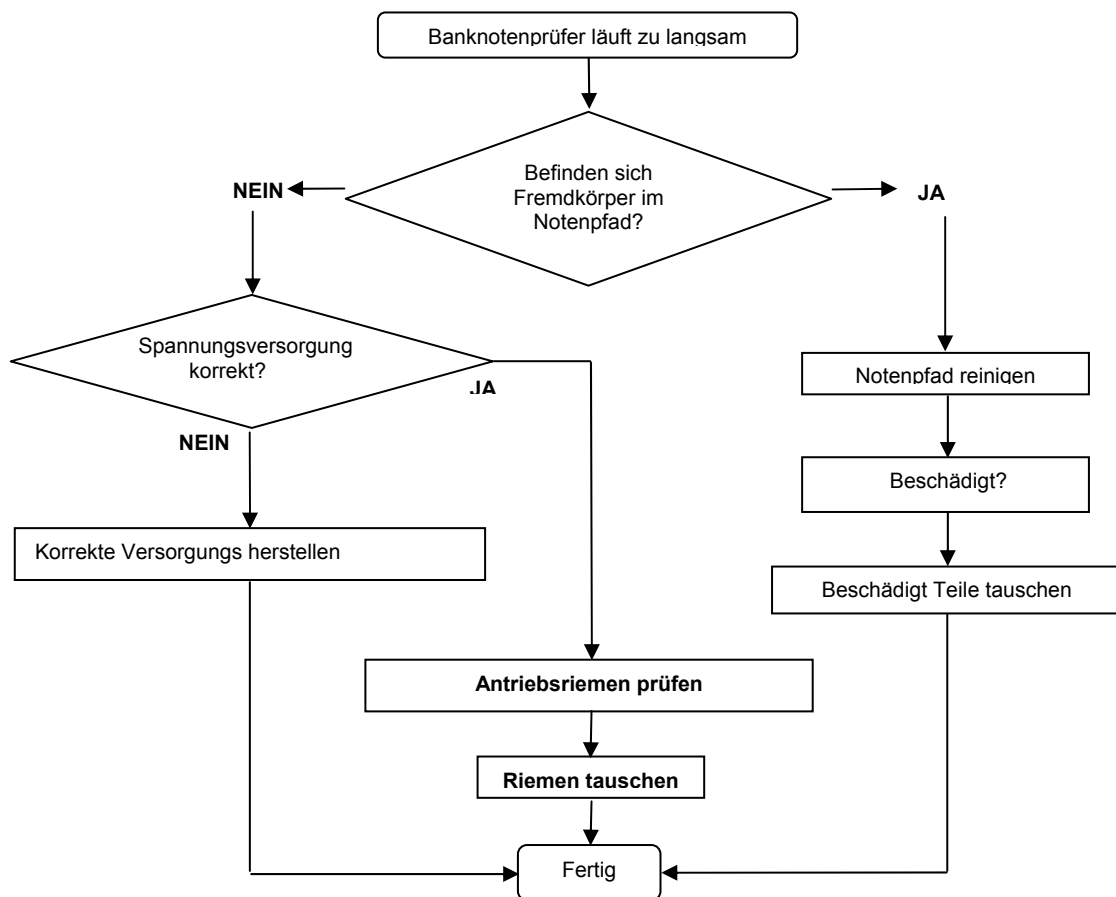 Banknotenprüfer läuft zu langsam
Befinden sich
Fremdkörper im
Notenpfad?
NEIN
JA
Spannungsversorgung
korrekt?
JA
NEIN
Notenpfad reinigen
Beschädigt?
Korrekte Versorgungs herstellen
Beschädigt Teile tauschen
Antriebsriemen prüfen
Riemen tauschen
Fertig